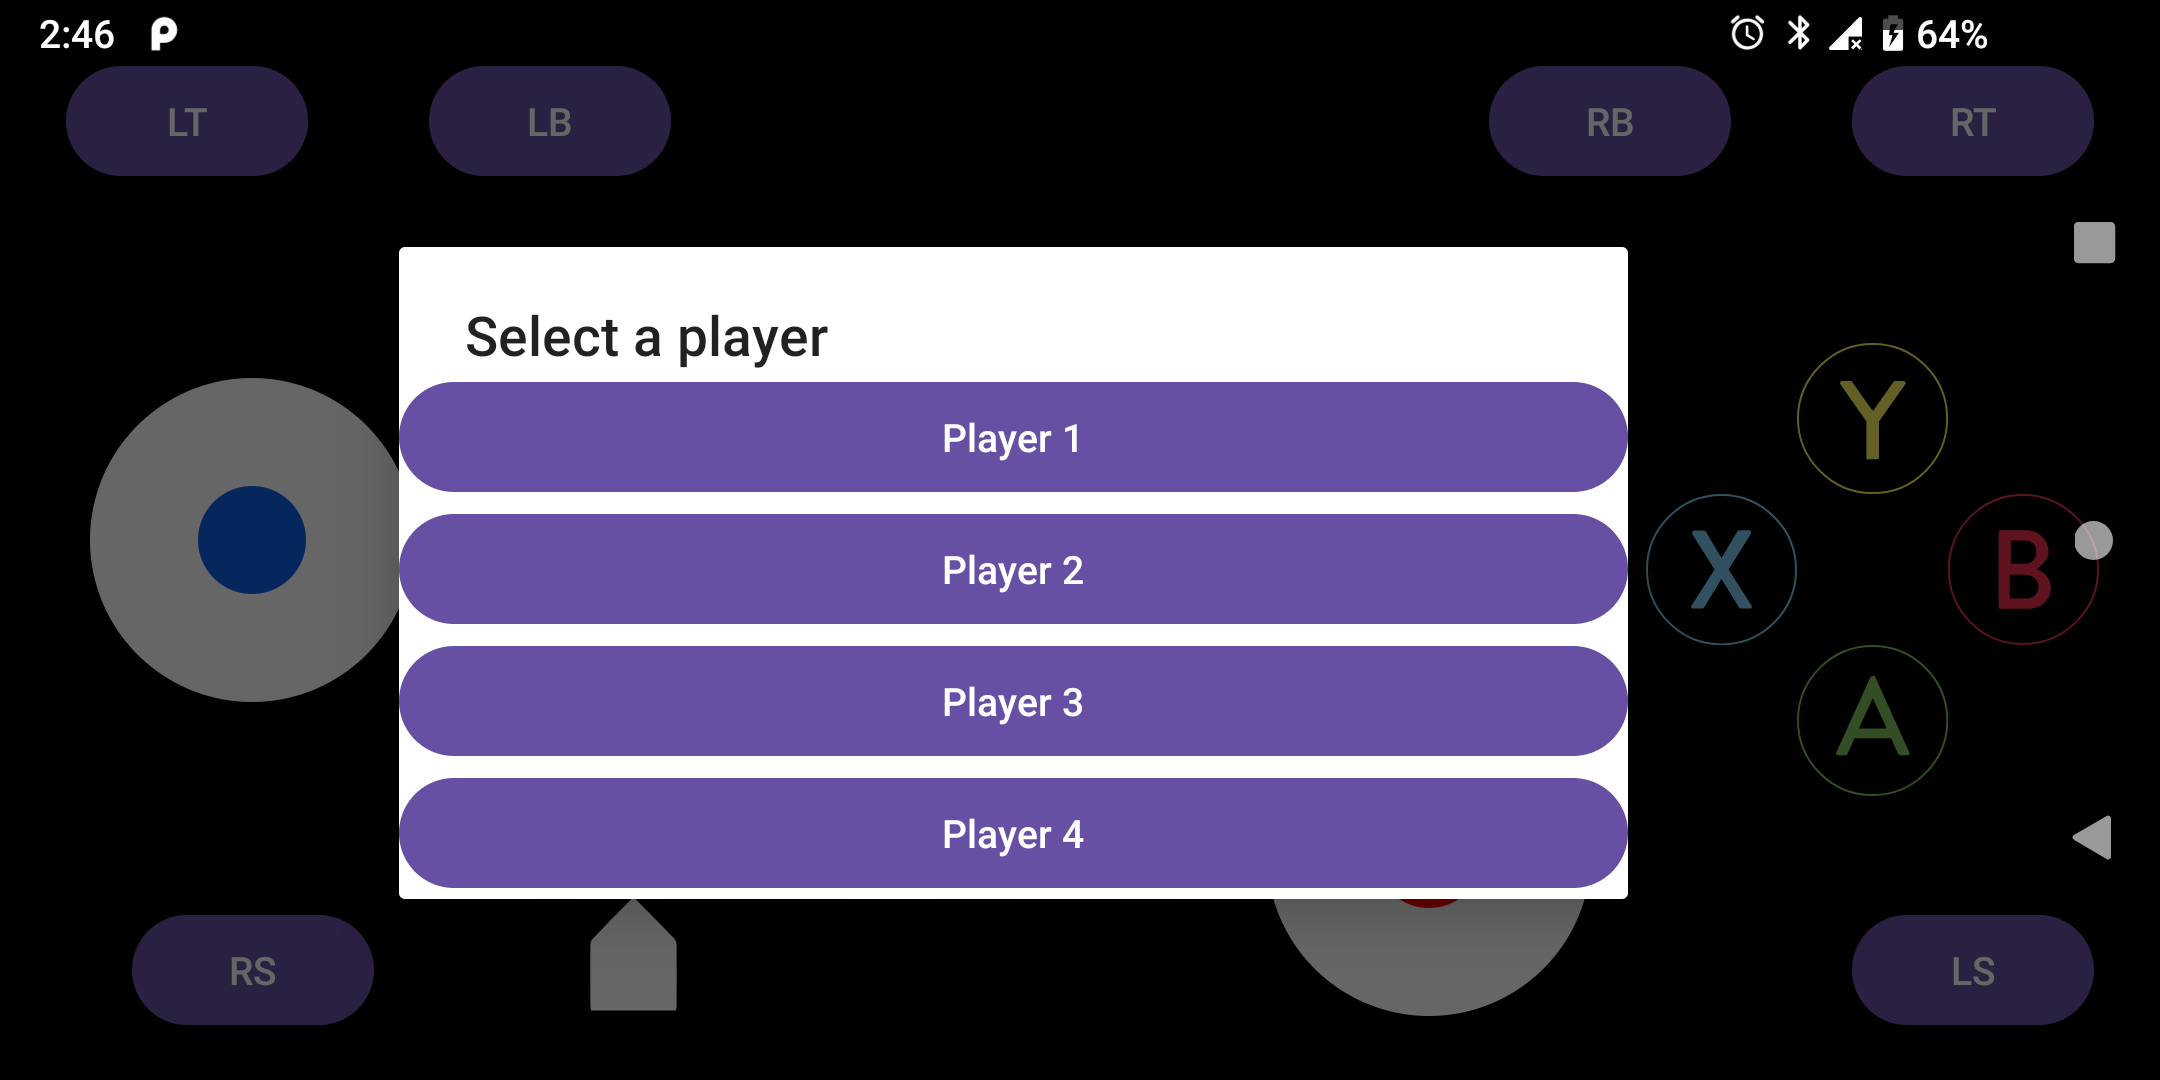 2:46 64%
LT LB RB RT
Select a player
Player 1
Player 2
Player 3
Player 4
Y
X B
A
RS LS